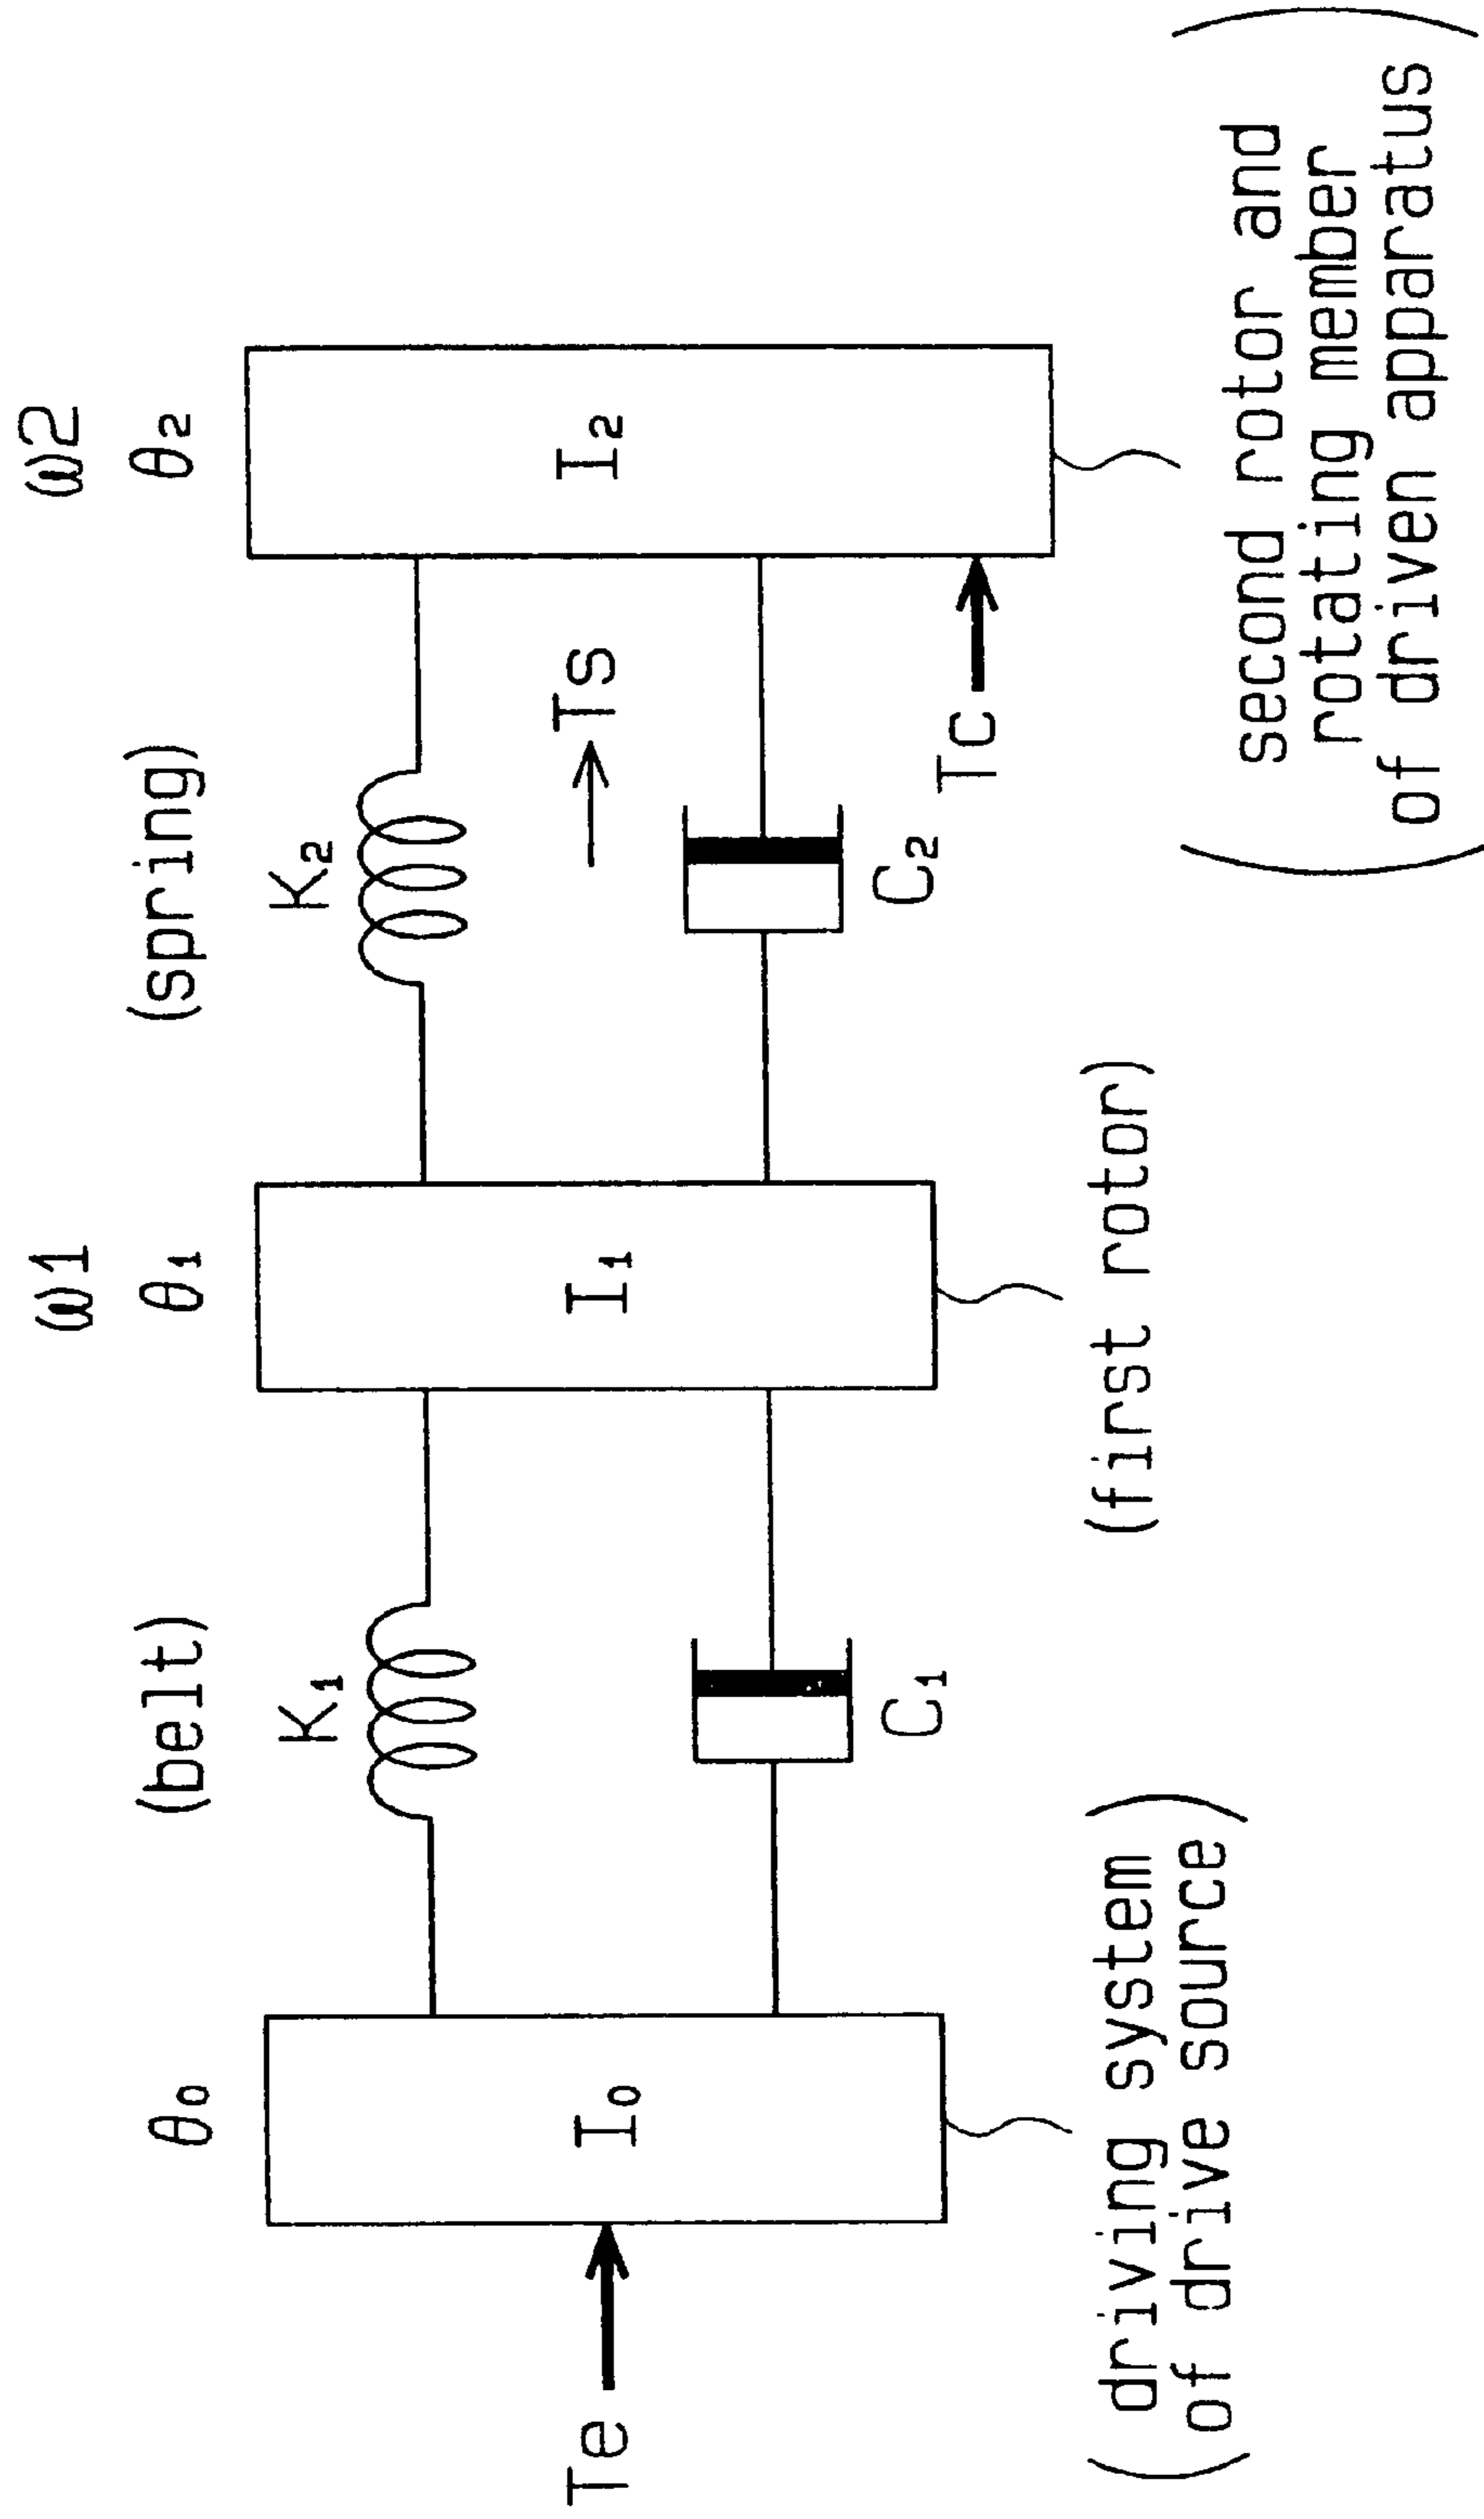 ω1
ω2
θ₀
(belt)
θ₁
(spring)
θ₂
K₁
K₂
Te
I₀
I₁
Ts
I₂
C₁
C₂
Tc
(driving system
of drive source)
(first rotor)
(second rotor and
rotating member
of driven apparatus)